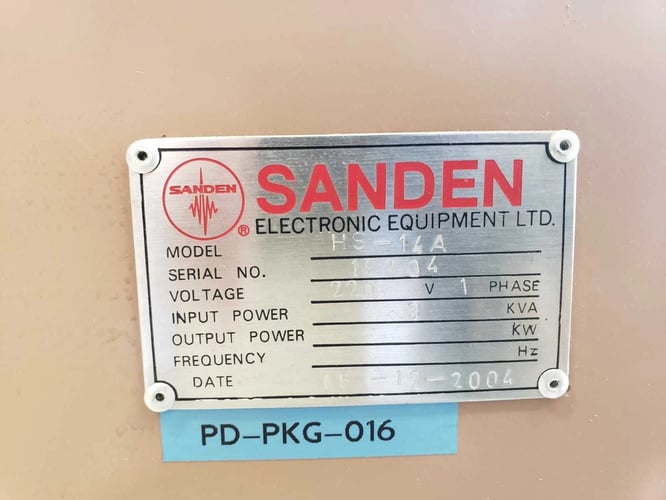 SANDEN
SANDEN
®
ELECTRONIC EQUIPMENT LTD.
MODEL HS-14A
SERIAL NO.
VOLTAGE 220 V 1 PHASE
INPUT POWER KVA
OUTPUT POWER KW
FREQUENCY Hz
DATE -12-2004
PD-PKG-016